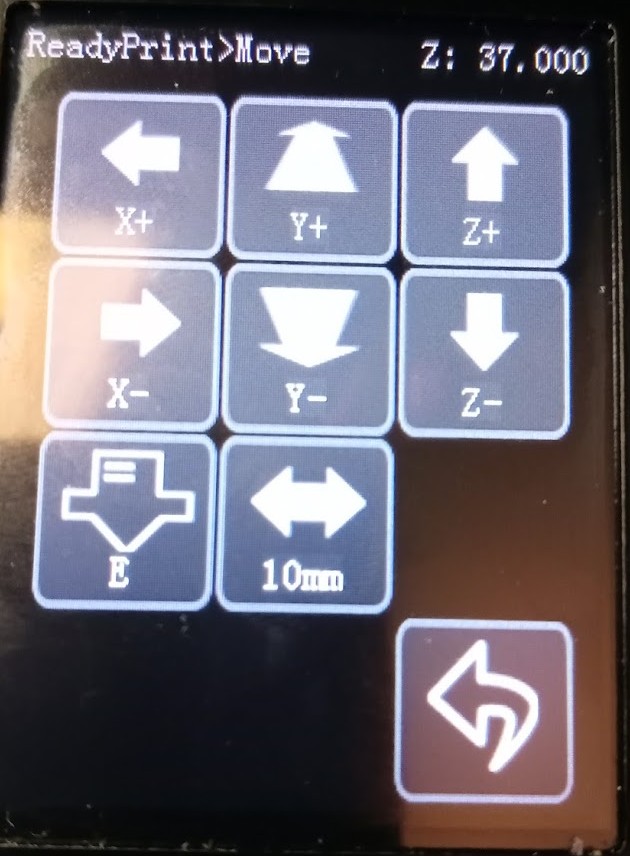 ReadyPrint>Move Z: 37.000
X+ Y+ Z+
X- Y- Z-
E 10mm